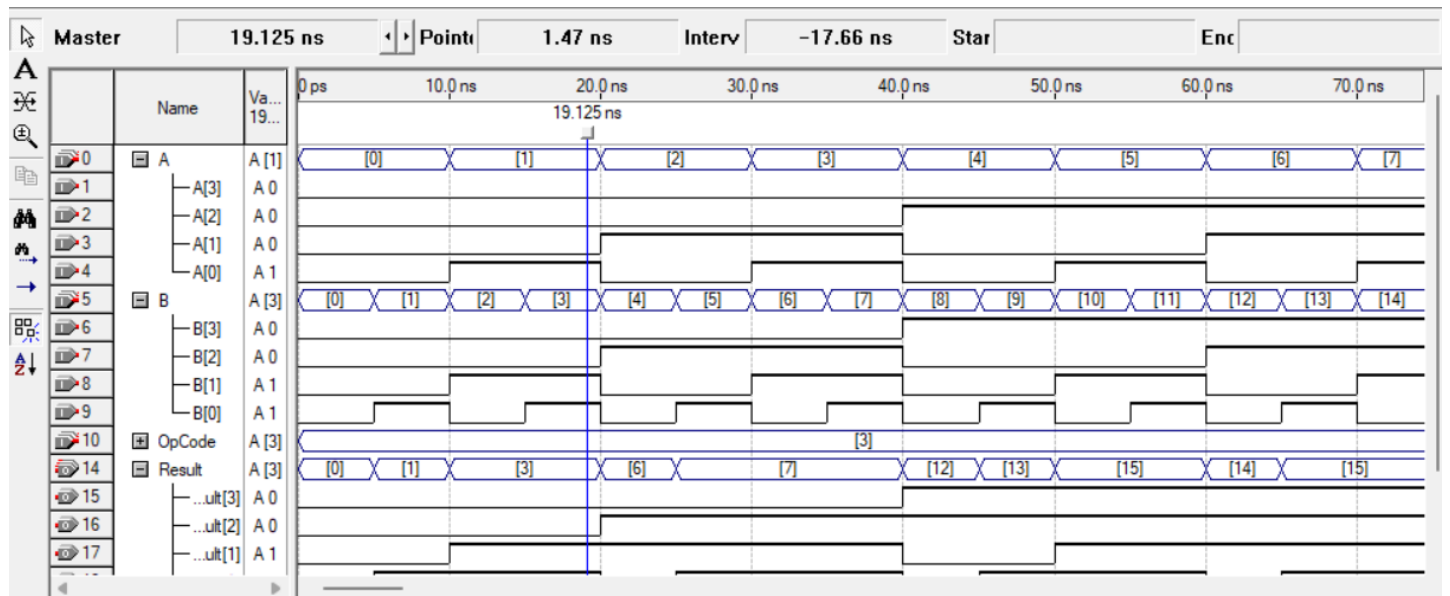 Master 19.125 ns Pointe 1.47 ns Interv -17.66 ns Star Enc
A
Name Va... 19...
0 ps 10.0 ns 20.0 ns 30.0 ns 40.0 ns 50.0 ns 60.0 ns 70.0 ns
19.125 ns
0 A A [1] [0] [1] [2] [3] [4] [5] [6] [7]
1 A[3] A 0
2 A[2] A 0
3 A[1] A 0
4 A[0] A 1
5 B A [3] [0] [1] [2] [3] [4] [5] [6] [7] [8] [9] [10] [11] [12] [13] [14]
6 B[3] A 0
7 B[2] A 0
8 B[1] A 1
9 B[0] A 1
A
Z
10 OpCode A [3] [3]
14 Result A [3] [0] [1] [3] [6] [7] [12] [13] [15] [14] [15]
15 ...ult[3] A 0
16 ...ult[2] A 0
17 ...ult[1] A 1